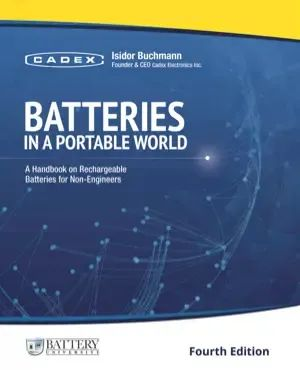 CADEX
Isidor Buchmann
Founder & CEO Cadex Electronics Inc.
BATTERIES
IN A PORTABLE WORLD
A Handbook on Rechargeable
Batteries for Non-Engineers
BATTERY
UNIVERSITY
Fourth Edition